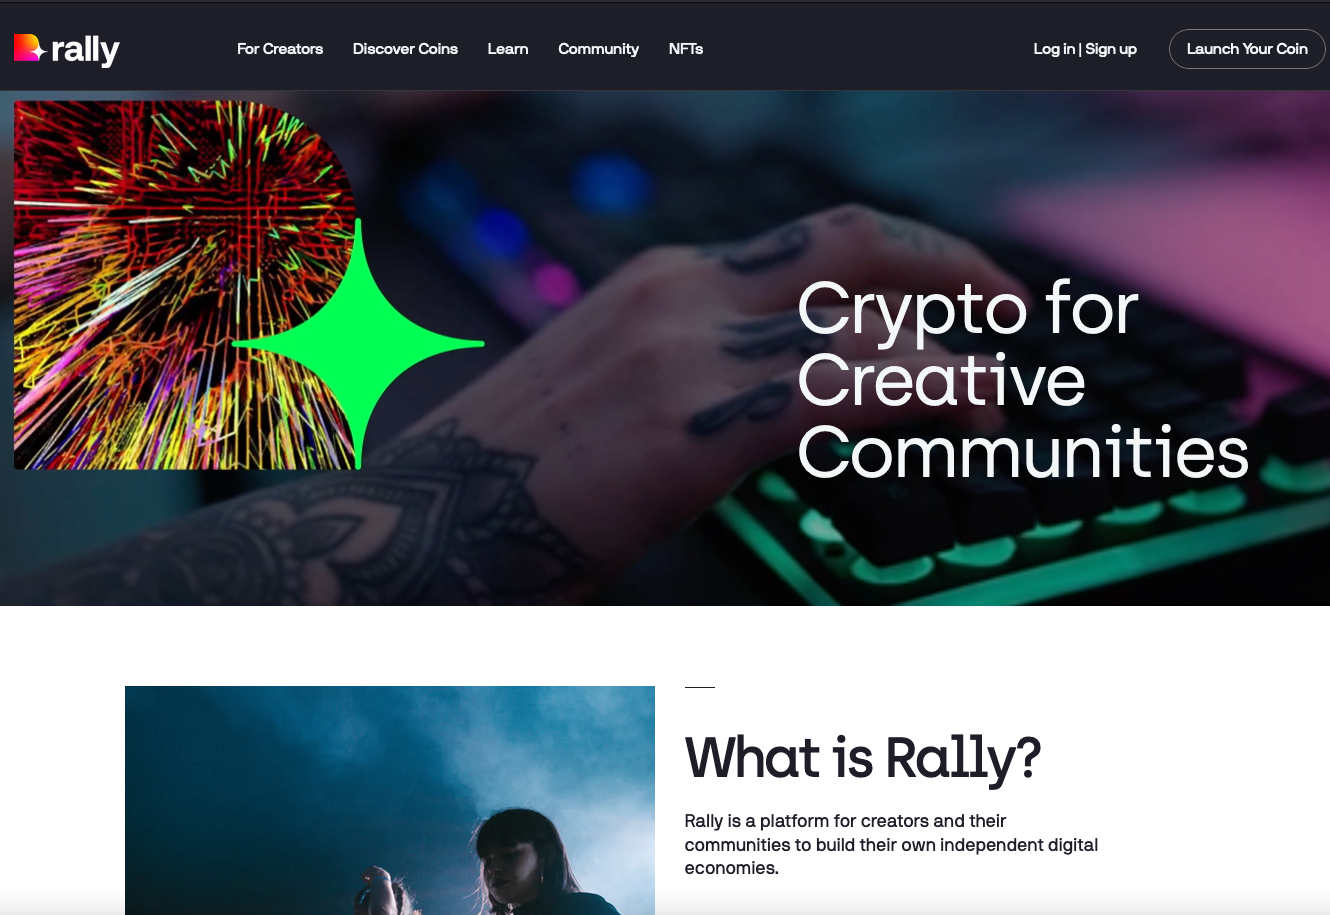 rally
For Creators Discover Coins Learn Community NFTs Log in | Sign up Launch Your Coin
Crypto for
Creative
Communities
What is Rally?
Rally is a platform for creators and their
communities to build their own independent digital
economies.